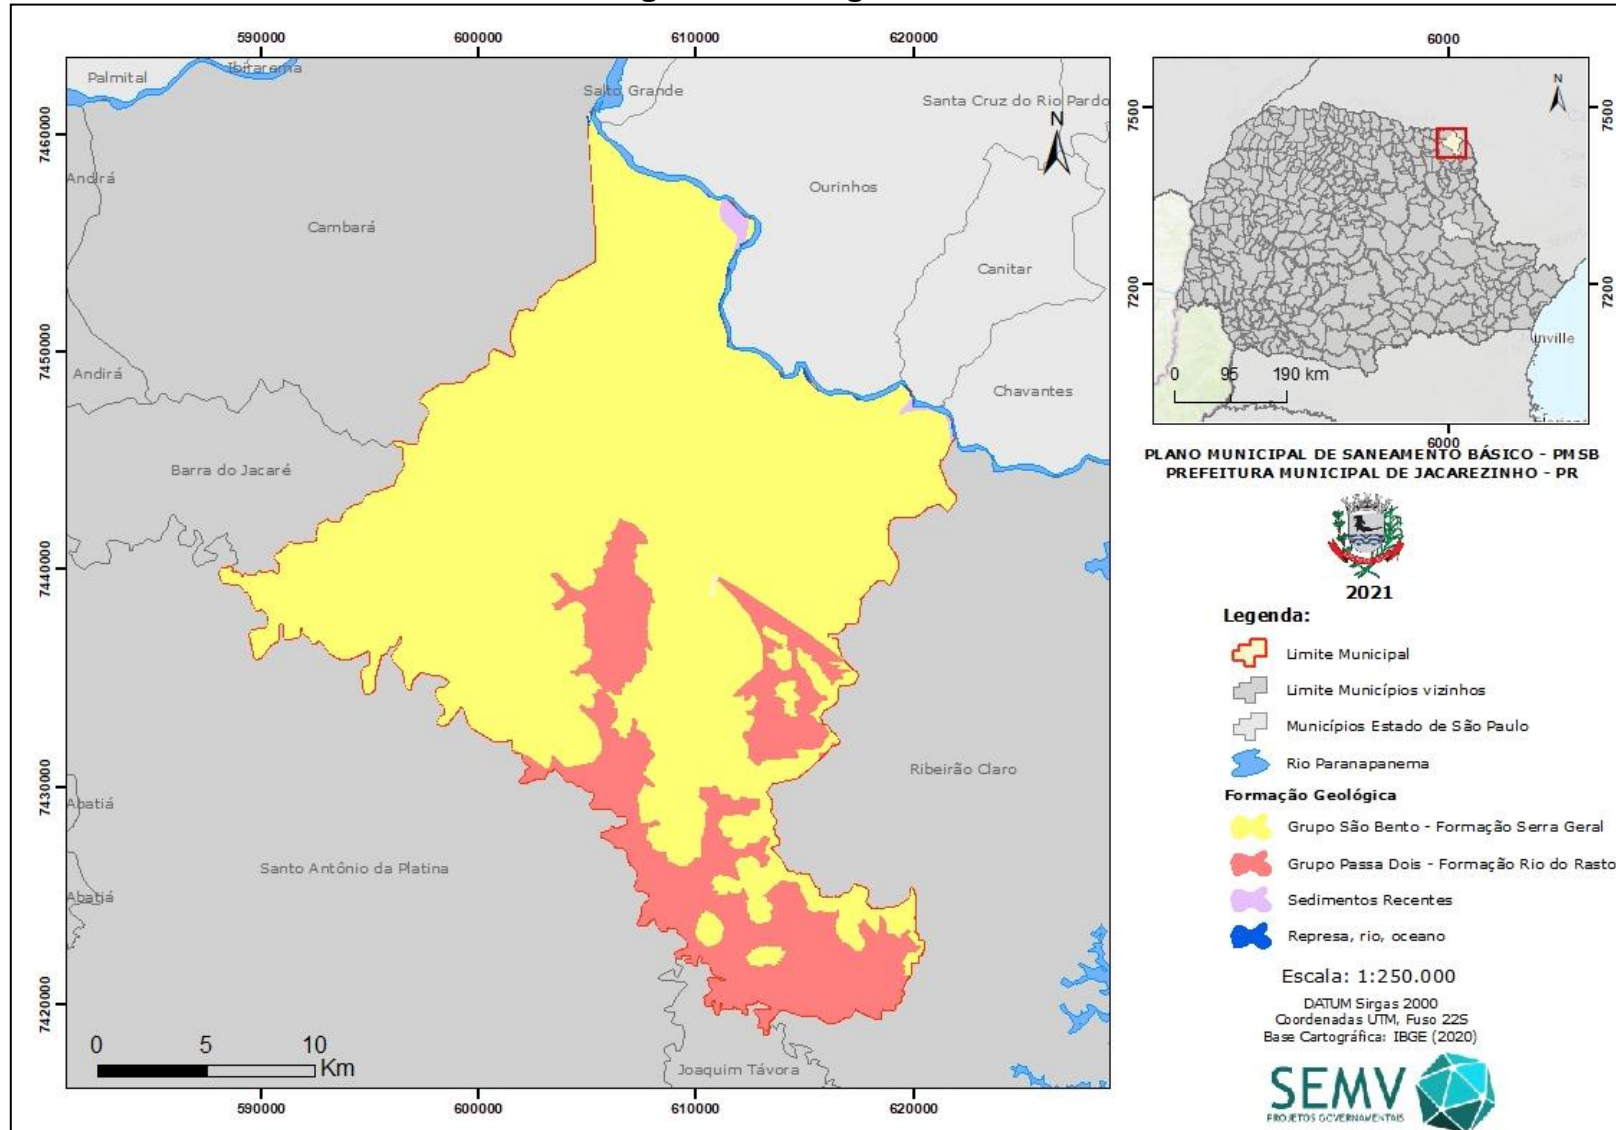 590000
600000
610000
620000
6000
Palmital
Ibirarema
Salto Grande
Santa Cruz do Rio Pardo
N
N
7460000
7500
7500
Andirá
Ourinhos
Cambará
Canitar
7200
7200
7450000
Andirá
Chavantes
inville
0 95 190 km
6000
Barra do Jacaré
PLANO MUNICIPAL DE SANEAMENTO BÁSICO - PMSB
PREFEITURA MUNICIPAL DE JACAREZINHO - PR
7440000
2021
Legenda:
Limite Municipal
Limite Municípios vizinhos
Municípios Estado de São Paulo
Rio Paranapanema
Formação Geológica
Grupo São Bento - Formação Serra Geral
Grupo Passa Dois - Formação Rio do Rasto
Sedimentos Recentes
Represa, rio, oceano
7430000
Ribeirão Claro
Abatiá
Santo Antônio da Platina
Abatiá
7420000
Escala: 1:250.000
DATUM Sirgas 2000
Coordenadas UTM, Fuso 22S
Base Cartográfica: IBGE (2020)
0 5 10
Km
Joaquim Távora
SEMV
PROJETOS GOVERNAMENTAIS
590000
600000
610000
620000